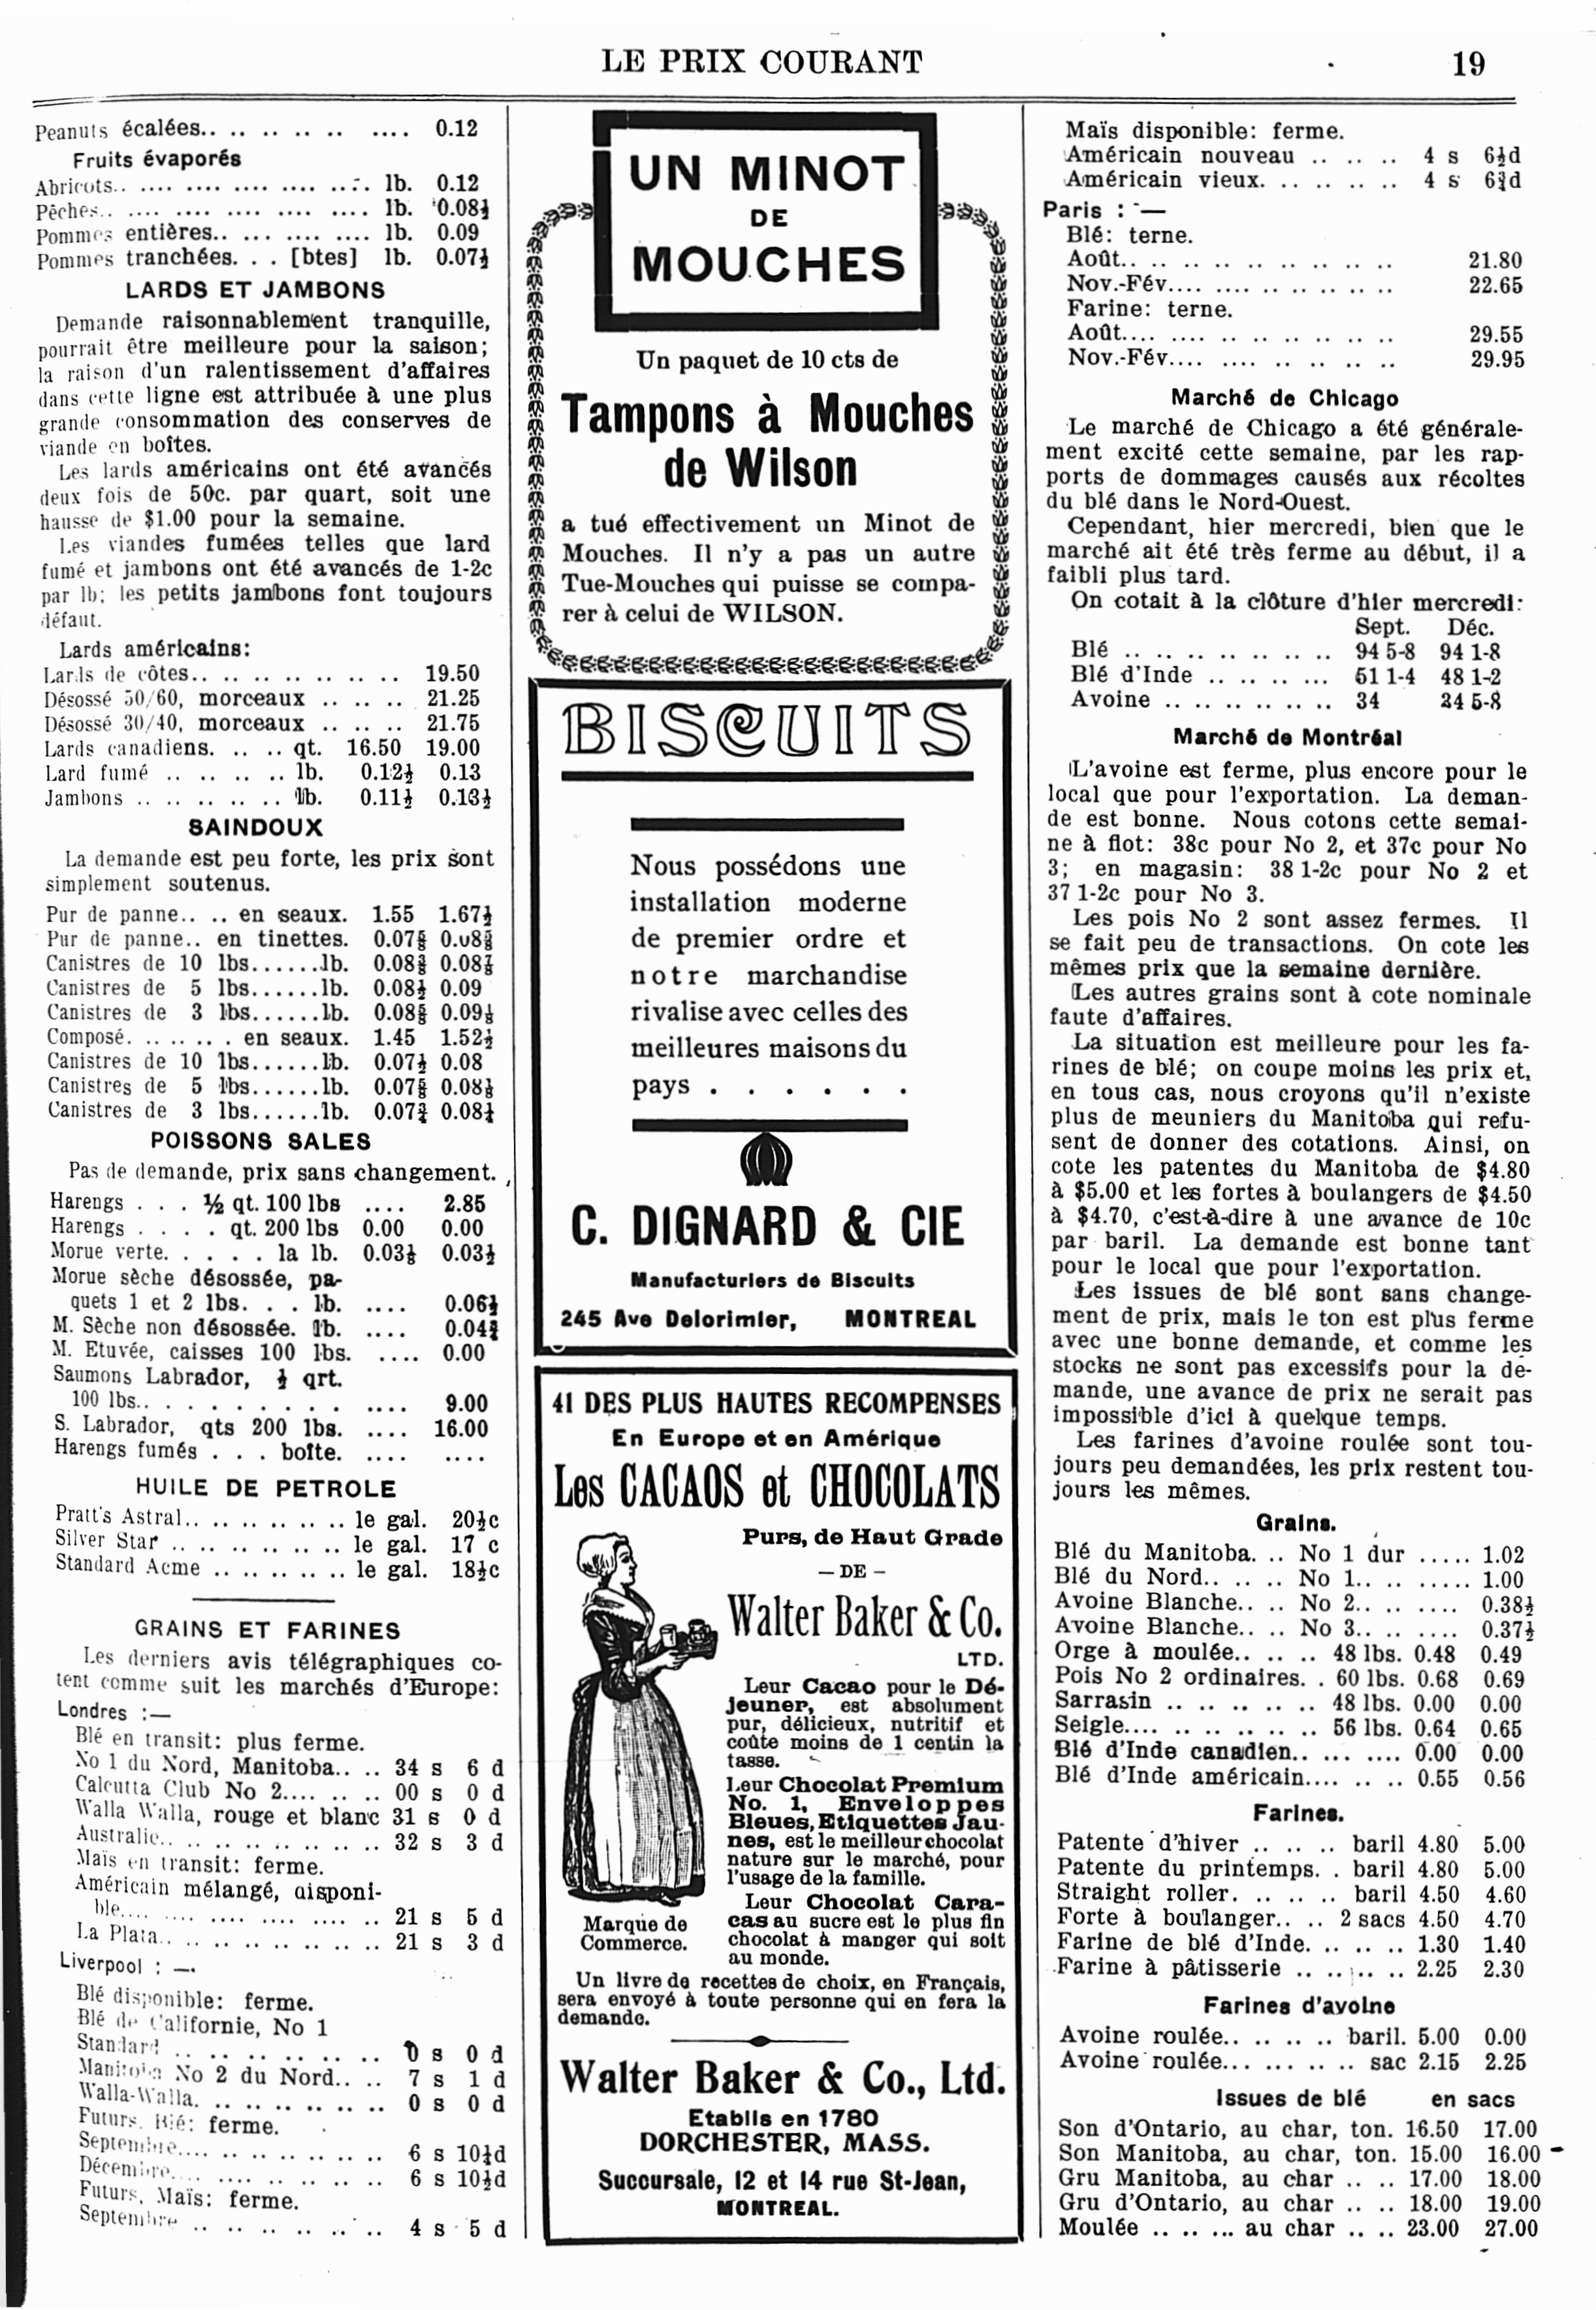 LE PRIX COURANT
19
Peanuts écalées.. .. .. .. .. .... 0.12
Fruits évaporés
Abricots.. .... .... .... .... .... lb. 0.12
Pêches.. .... .... .... .... .... lb. 0.08½
Pommes entières.. ... .... .... lb. 0.09
Pommes tranchées. . . [btes] lb. 0.07½
LARDS ET JAMBONS
Demande raisonnablement tranquille,
pourrait être meilleure pour la saison;
la raison d'un ralentissement d'affaires
dans cette ligne est attribuée à une plus
grande consommation des conserves de
viande en boîtes.
Les lards américains ont été avancés
deux fois de 50c. par quart, soit une
hausse de $1.00 pour la semaine.
Les viandes fumées telles que lard
fumé et jambons ont été avancés de 1-2c
par lb; les petits jambons font toujours
défaut.
Lards américains:
Lards de côtes.. .. .. .. .. .. .. 19.50
Désossé 50/60, morceaux .. .. .. 21.25
Désossé 30/40, morceaux .. .. .. 21.75
Lards canadiens. .. .. qt. 16.50 19.00
Lard fumé .. .. .. .. .. lb. 0.12½ 0.13
Jambons .. .. .. .. .. .. lb. 0.11½ 0.13½
SAINDOUX
La demande est peu forte, les prix sont
simplement soutenus.
Pur de panne.. .. en seaux. 1.55 1.67½
Pur de panne.. en tinettes. 0.07⅝ 0.08⅜
Canistres de 10 lbs......lb. 0.08⅜ 0.08⅞
Canistres de 5 lbs......lb. 0.08½ 0.09
Canistres de 3 lbs......lb. 0.08⅝ 0.09⅛
Composé. .. .. .. . en seaux. 1.45 1.52½
Canistres de 10 lbs......lb. 0.07½ 0.08
Canistres de 5 lbs......lb. 0.07⅝ 0.08⅛
Canistres de 3 lbs......lb. 0.07¾ 0.08¼
POISSONS SALES
Pas de demande, prix sans changement.
Harengs . . . ½ qt. 100 lbs .... 2.85
Harengs . . . . qt. 200 lbs 0.00 0.00
Morue verte. . . . . la lb. 0.03⅛ 0.03½
Morue sèche désossée, pa-
quets 1 et 2 lbs. . . lb. .... 0.06½
M. Sèche non désossée. lb. .... 0.04¾
M. Etuvée, caisses 100 lbs. .... 0.00
Saumons Labrador, ½ qrt.
100 lbs.. . . . . . . . . .... 9.00
S. Labrador, qts 200 lbs. .... 16.00
Harengs fumés . . . boîte. .... ....
HUILE DE PETROLE
Pratt's Astral.. .. .. .. .. .. le gal. 20½c
Silver Star .. .. .. .. .. .. .. le gal. 17 c
Standard Acme .. .. .. .. .. le gal. 18½c
GRAINS ET FARINES
Les derniers avis télégraphiques co-
tent comme suit les marchés d'Europe:
Londres :—
Blé en transit: plus ferme.
No 1 du Nord, Manitoba.. .. 34 s 6 d
Calcutta Club No 2.... .. .. 00 s 0 d
Walla Walla, rouge et blanc 31 s 0 d
Australie.. .. .. .. .. .. .. .. 32 s 3 d
Maïs en transit: ferme.
Américain mélangé, disponi-
ble.... .... .... .... .... .. 21 s 5 d
La Plata.. .. .. .. .. .. .. .. 21 s 3 d
Liverpool : —.
Blé disponible: ferme.
Blé de Californie, No 1
Standard .. .. .. .. .. .. .. 0 s 0 d
Manitoba No 2 du Nord.. .. 7 s 1 d
Walla-Walla. .. .. .. .. .. .. 0 s 0 d
Futurs, Blé: ferme.
Septembre.... .. .. .. .. .. .. 6 s 10¼d
Décembre.... .... .. .. .. .. 6 s 10½d
Futurs, Maïs: ferme.
Septembre .. .. .. .. .. .. .. 4 s 5 d
UN MINOT
DE
MOUCHES
Un paquet de 10 cts de
Tampons à Mouches
de Wilson
a tué effectivement un Minot de
Mouches. Il n'y a pas un autre
Tue-Mouches qui puisse se compa-
rer à celui de WILSON.
BISCUITS
Nous possédons une
installation moderne
de premier ordre et
notre marchandise
rivalise avec celles des
meilleures maisons du
pays . . . . . .
C. DIGNARD & CIE
Manufacturiers de Biscuits
245 Ave Delorimier, MONTREAL
41 DES PLUS HAUTES RECOMPENSES
En Europe et en Amérique
Les CACAOS et CHOCOLATS
Purs, de Haut Grade
— DE —
Walter Baker & Co.
LTD.
Leur Cacao pour le Dé-
jeuner, est absolument
pur, délicieux, nutritif et
coûte moins de 1 centin la
tasse.
Leur Chocolat Premium
No. 1, Enveloppes
Bleues, Etiquettes Jau-
nes, est le meilleur chocolat
nature sur le marché, pour
l'usage de la famille.
Leur Chocolat Cara-
cas au sucre est le plus fin
chocolat à manger qui soit
au monde.
Marque de
Commerce.
Un livre de recettes de choix, en Français,
sera envoyé à toute personne qui en fera la
demande.
Walter Baker & Co., Ltd.
Etablis en 1780
DORCHESTER, MASS.
Succursale, 12 et 14 rue St-Jean,
MONTREAL.
Maïs disponible: ferme.
Américain nouveau .. .. .. 4 s 6½d
Américain vieux. .. .. .. .. 4 s 6¾d
Paris : —
Blé: terne.
Août.. .. .. .. .. .. .. .. .. 21.80
Nov.-Fév.... .... .. .. .. .. .. 22.65
Farine: terne.
Août.... .... .. .. .. .. .. .. 29.55
Nov.-Fév.... .... .. .. .. .. 29.95
Marché de Chicago
Le marché de Chicago a été générale-
ment excité cette semaine, par les rap-
ports de dommages causés aux récoltes
du blé dans le Nord-Ouest.
Cependant, hier mercredi, bien que le
marché ait été très ferme au début, il a
faibli plus tard.
On cotait à la clôture d'hier mercredi:
Sept. Déc.
Blé .. .. .. .. .. .. .. .. 94 5-8 94 1-8
Blé d'Inde .. .. .. ... 51 1-4 48 1-2
Avoine .. .. .. .. .. .. .. 34 34 5-8
Marché de Montréal
L'avoine est ferme, plus encore pour le
local que pour l'exportation. La deman-
de est bonne. Nous cotons cette semai-
ne à flot: 38c pour No 2, et 37c pour No
3; en magasin: 38 1-2c pour No 2 et
37 1-2c pour No 3.
Les pois No 2 sont assez fermes. Il
se fait peu de transactions. On cote les
mêmes prix que la semaine dernière.
Les autres grains sont à cote nominale
faute d'affaires.
La situation est meilleure pour les fa-
rines de blé; on coupe moins les prix et,
en tous cas, nous croyons qu'il n'existe
plus de meuniers du Manitoba qui refu-
sent de donner des cotations. Ainsi, on
cote les patentes du Manitoba de $4.80
à $5.00 et les fortes à boulangers de $4.50
à $4.70, c'est-à-dire à une avance de 10c
par baril. La demande est bonne tant
pour le local que pour l'exportation.
Les issues de blé sont sans change-
ment de prix, mais le ton est plus ferme
avec une bonne demande, et comme les
stocks ne sont pas excessifs pour la de-
mande, une avance de prix ne serait pas
impossible d'ici à quelque temps.
Les farines d'avoine roulée sont tou-
jours peu demandées, les prix restent tou-
jours les mêmes.
Grains.
Blé du Manitoba. .. No 1 dur ..... 1.02
Blé du Nord.. .. .. No 1.. .. ..... 1.00
Avoine Blanche.. .. No 2.. .. .... 0.38½
Avoine Blanche.. .. No 3.. .. .... 0.37½
Orge à moulée.. .. .. 48 lbs. 0.48 0.49
Pois No 2 ordinaires. . 60 lbs. 0.68 0.69
Sarrasin .. .. .. .. .. 48 lbs. 0.00 0.00
Seigle.... .. .. .. .. .. 56 lbs. 0.64 0.65
Blé d'Inde canadien.. ... .... 0.00 0.00
Blé d'Inde américain.... .. .. 0.55 0.56
Farines.
Patente d'hiver .. .. .. baril 4.80 5.00
Patente du printemps. . baril 4.80 5.00
Straight roller. .. .. .. baril 4.50 4.60
Forte à boulanger.. .. 2 sacs 4.50 4.70
Farine de blé d'Inde. .. .. .. 1.30 1.40
Farine à pâtisserie .. .. .. .. 2.25 2.30
Farines d'avoine
Avoine roulée.. .. .. .. baril. 5.00 0.00
Avoine roulée... ... .. .. sac 2.15 2.25
Issues de blé en sacs
Son d'Ontario, au char, ton. 16.50 17.00
Son Manitoba, au char, ton. 15.00 16.00
Gru Manitoba, au char .. .. 17.00 18.00
Gru d'Ontario, au char .. .. 18.00 19.00
Moulée .. .. ... au char .. .. 23.00 27.00